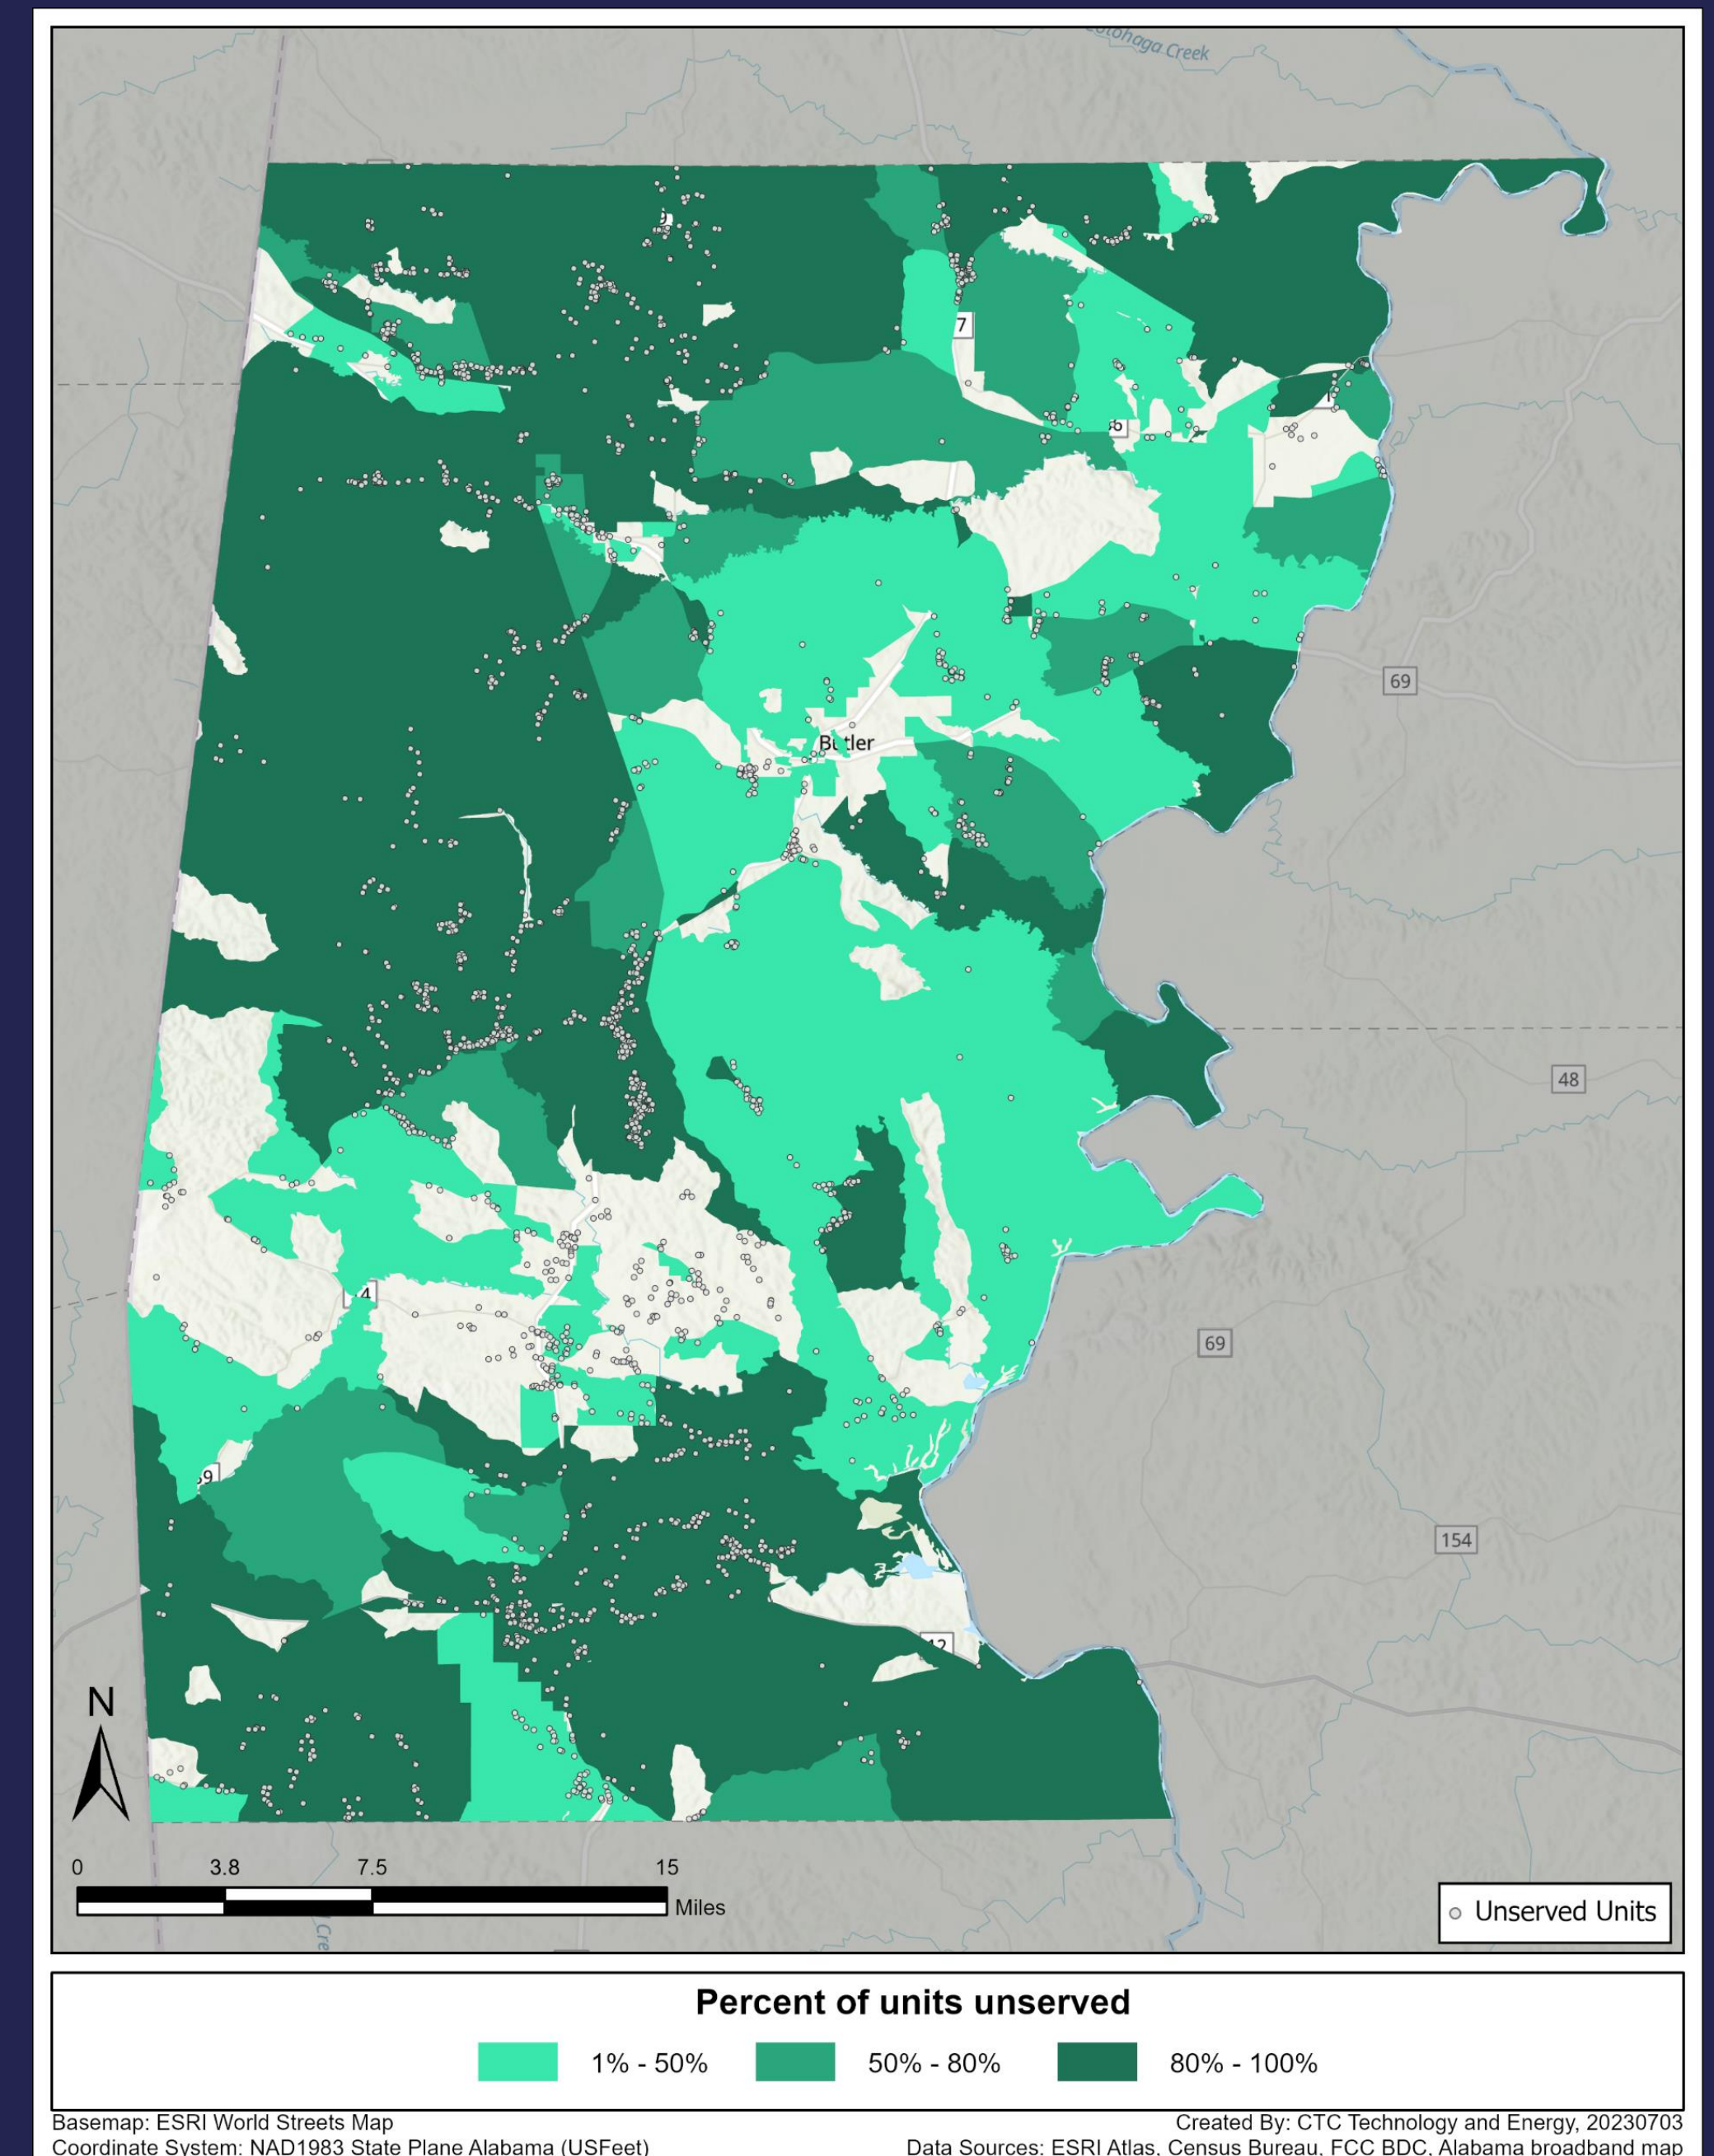 Creek
7
69
Butler
48
69
154
N
0 3.8 7.5 15
Miles
Cre
Unserved Units
Percent of units unserved
1% - 50% 50% - 80% 80% - 100%
Basemap: ESRI World Streets Map
Created By: CTC Technology and Energy, 20230703
Coordinate System: NAD1983 State Plane Alabama (USFeet)
Data Sources: ESRI Atlas, Census Bureau, FCC BDC, Alabama broadband map